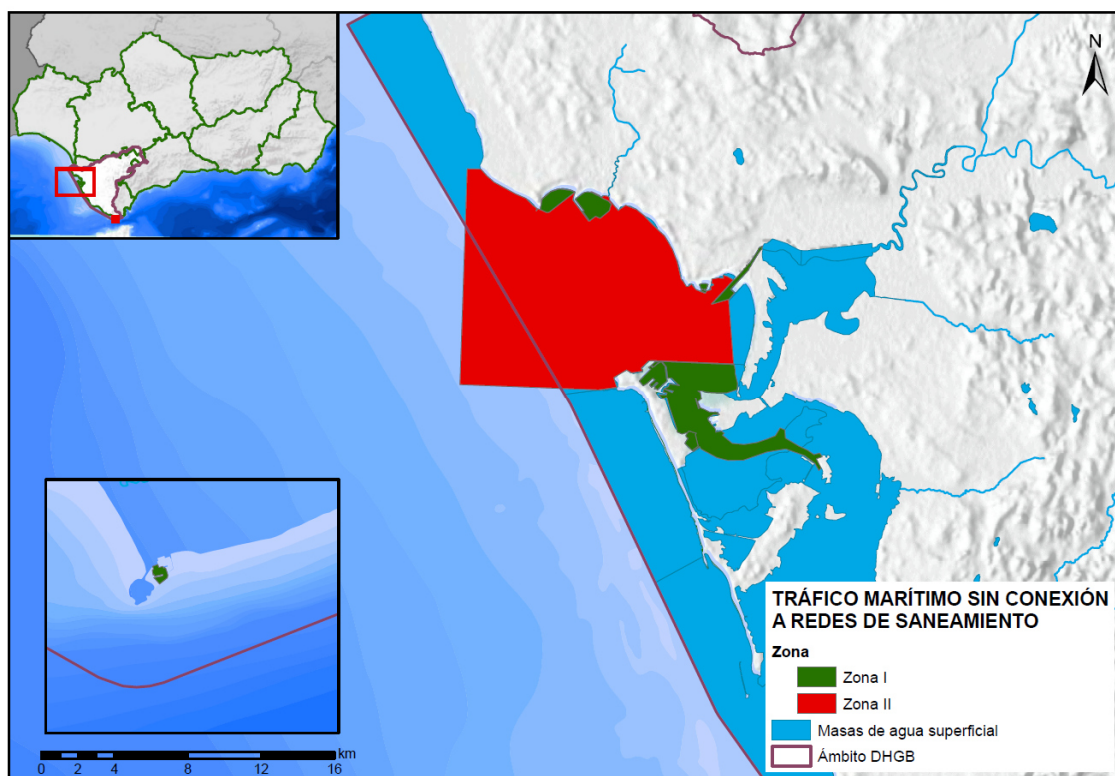 N
TRÁFICO MARÍTIMO SIN CONEXIÓN
A REDES DE SANEAMIENTO
Zona
Zona I
Zona II
Masas de agua superficial
Ámbito DHGB
km
0 2 4 8 12 16